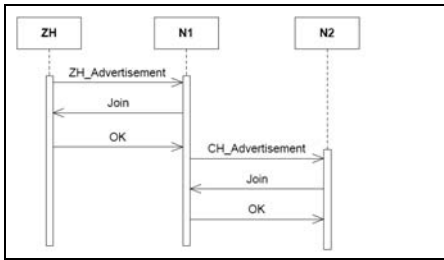 ZH N1 N2
ZH_Advertisement
Join
OK
CH_Advertisement
Join
OK